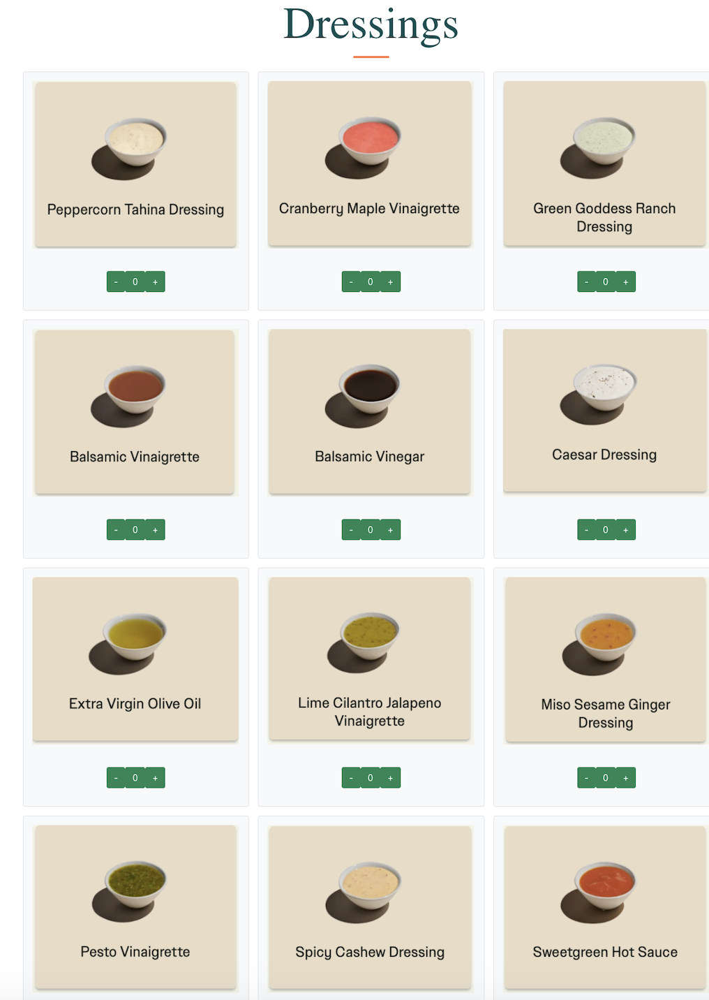 Dressings
Peppercorn Tahina Dressing
Cranberry Maple Vinaigrette
Green Goddess Ranch
Dressing
- 0 +
- 0 +
- 0 +
Balsamic Vinaigrette
Balsamic Vinegar
Caesar Dressing
- 0 +
- 0 +
- 0 +
Extra Virgin Olive Oil
Lime Cilantro Jalapeno
Vinaigrette
Miso Sesame Ginger
Dressing
- 0 +
- 0 +
- 0 +
Pesto Vinaigrette
Spicy Cashew Dressing
Sweetgreen Hot Sauce